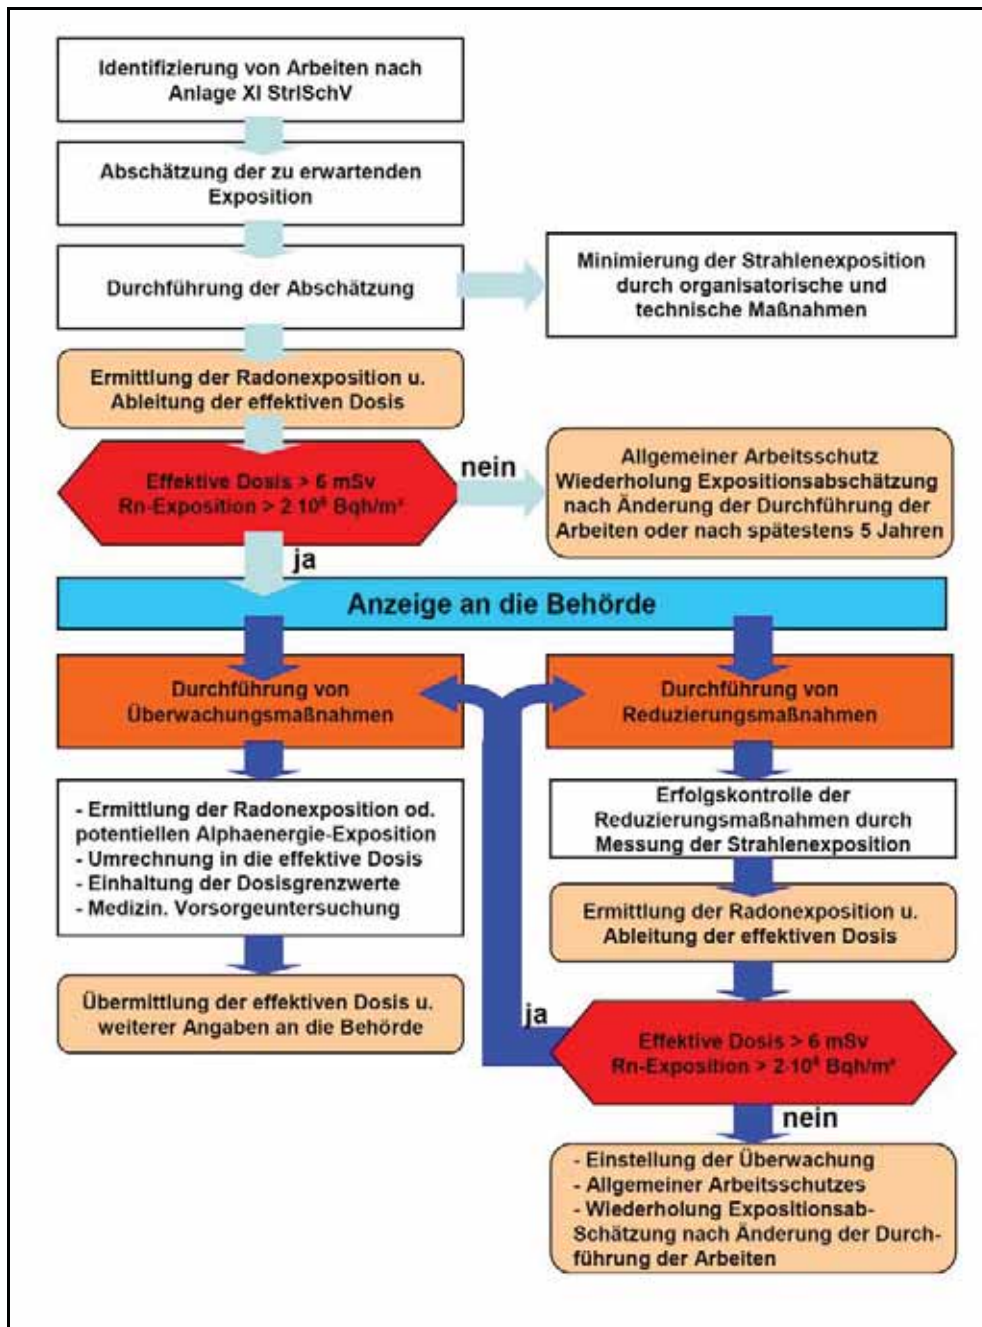 Identifizierung von Arbeiten nach
Anlage XI StrlSchV
Abschätzung der zu erwartenden
Exposition
Durchführung der Abschätzung
Minimierung der Strahlenexposition
durch organisatorische und
technische Maßnahmen
Ermittlung der Radonexposition u.
Ableitung der effektiven Dosis
Effektive Dosis > 6 mSv
Rn-Exposition > 2·10⁶ Bqh/m³
nein
Allgemeiner Arbeitsschutz
Wiederholung Expositionsabschätzung
nach Änderung der Durchführung der
Arbeiten oder nach spätestens 5 Jahren
ja
Anzeige an die Behörde
Durchführung von
Überwachungsmaßnahmen
Durchführung von
Reduzierungsmaßnahmen
- Ermittlung der Radonexposition od.
potentiellen Alphaenergie-Exposition
- Umrechnung in die effektive Dosis
- Einhaltung der Dosisgrenzwerte
- Medizin. Vorsorgeuntersuchung
Erfolgskontrolle der
Reduzierungsmaßnahmen durch
Messung der Strahlenexposition
Ermittlung der Radonexposition u.
Ableitung der effektiven Dosis
Übermittlung der effektiven Dosis u.
weiterer Angaben an die Behörde
ja
Effektive Dosis > 6 mSv
Rn-Exposition > 2·10⁶ Bqh/m³
nein
- Einstellung der Überwachung
- Allgemeiner Arbeitsschutzes
- Wiederholung Expositionsab-
Schätzung nach Änderung der Durch-
führung der Arbeiten